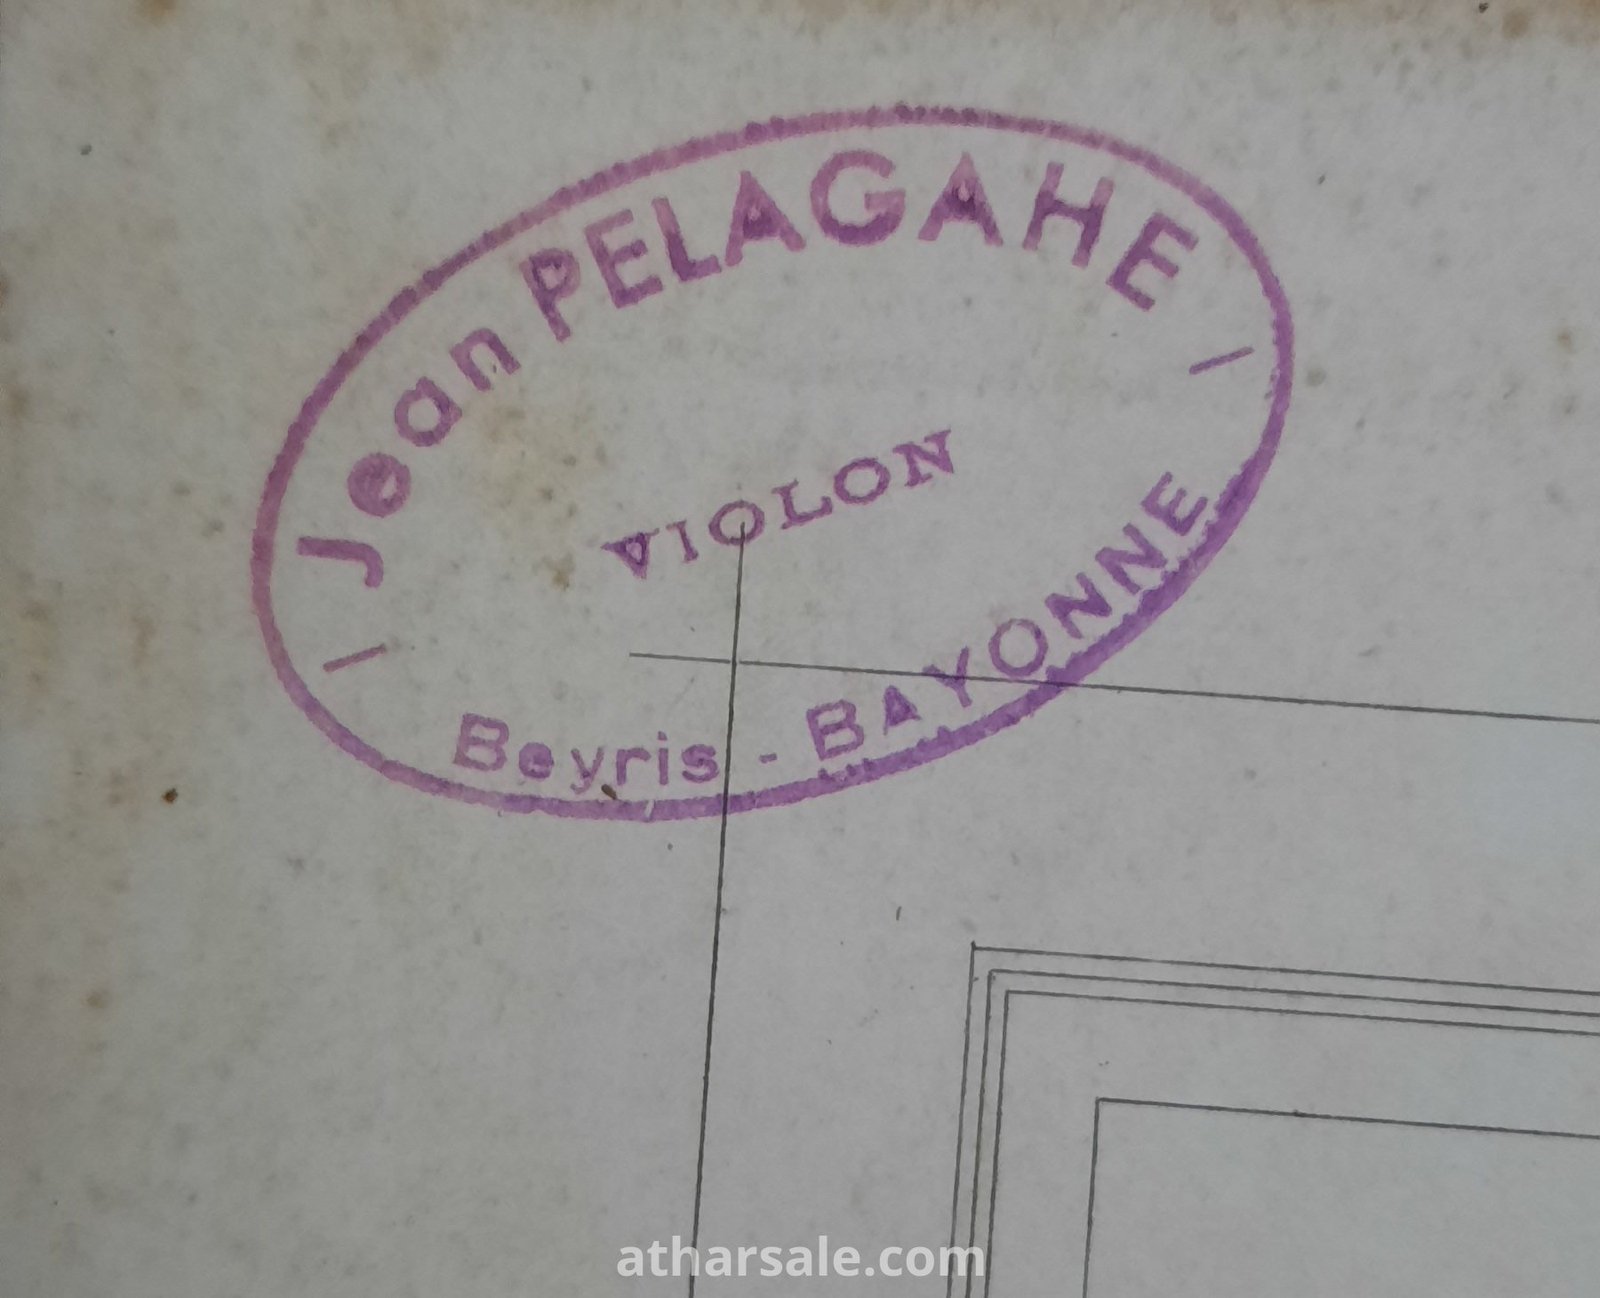 Jean PELAGAHE
VIOLON
Beyris - BAYONNE
atharsale.com